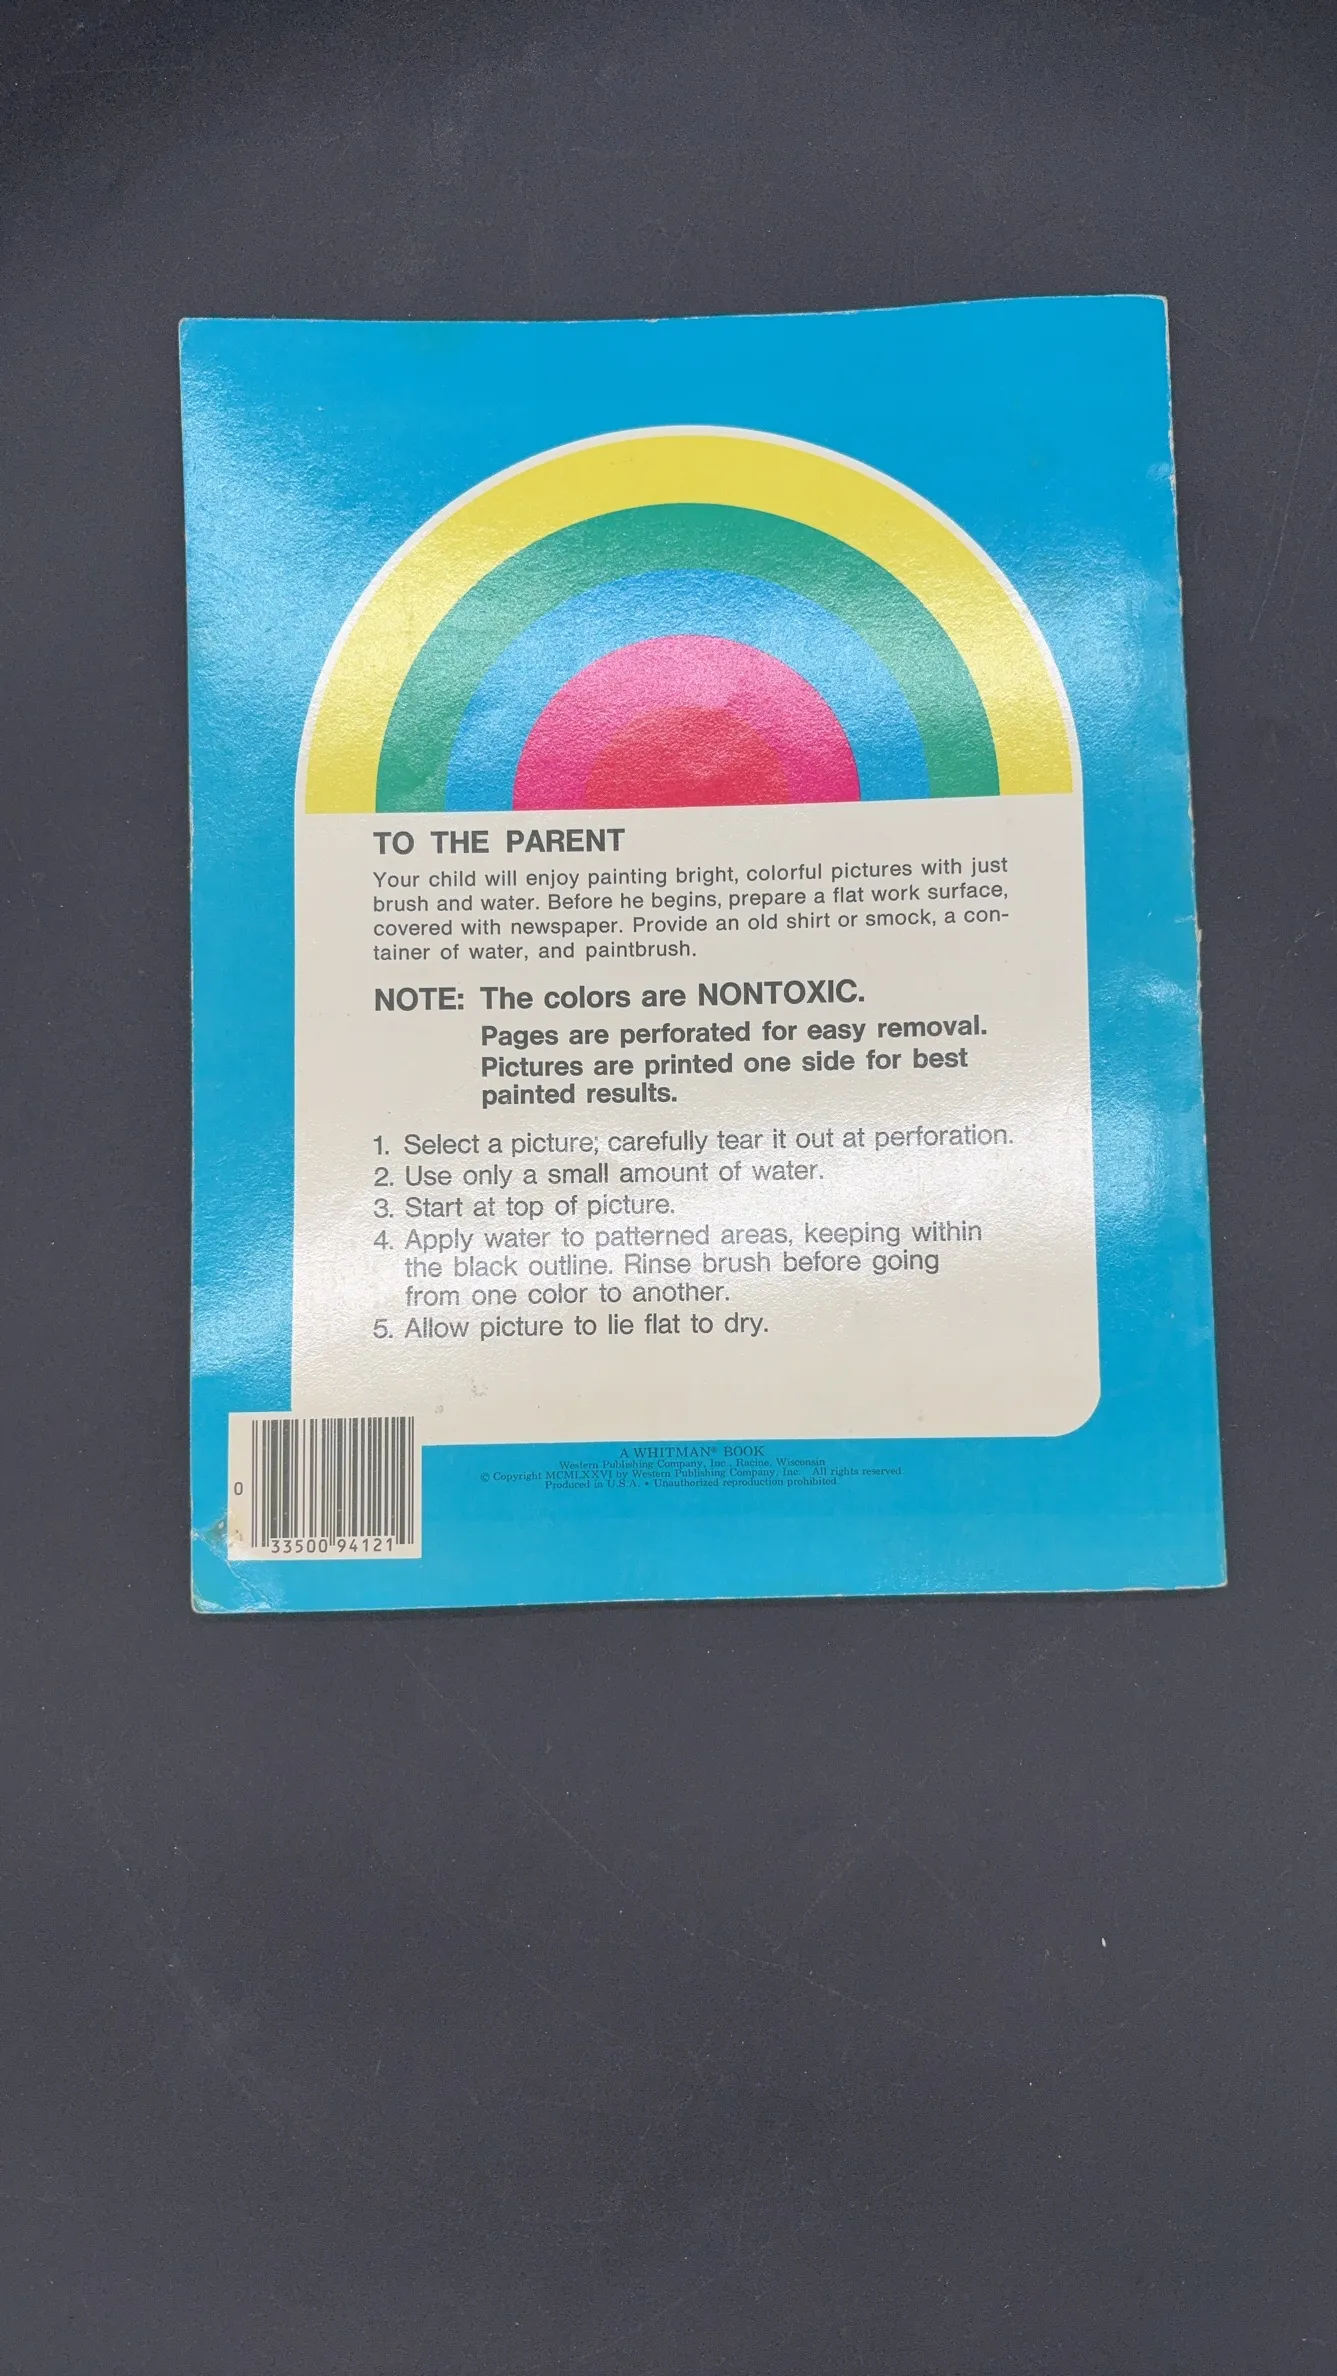 TO THE PARENT
Your child will enjoy painting bright, colorful pictures with just
brush and water. Before he begins, prepare a flat work surface,
covered with newspaper. Provide an old shirt or smock, a con-
tainer of water, and paintbrush.
NOTE: The colors are NONTOXIC.
Pages are perforated for easy removal.
Pictures are printed one side for best
painted results.
1. Select a picture; carefully tear it out at perforation.
2. Use only a small amount of water.
3. Start at top of picture.
4. Apply water to patterned areas, keeping within
the black outline. Rinse brush before going
from one color to another.
5. Allow picture to lie flat to dry.
A WHITMAN® BOOK
Western Publishing Company, Inc., Racine, Wisconsin
© Copyright MCMLXXVI by Western Publishing Company, Inc. All rights reserved.
Produced in U.S.A. • Unauthorized reproduction prohibited
0 33500 94121